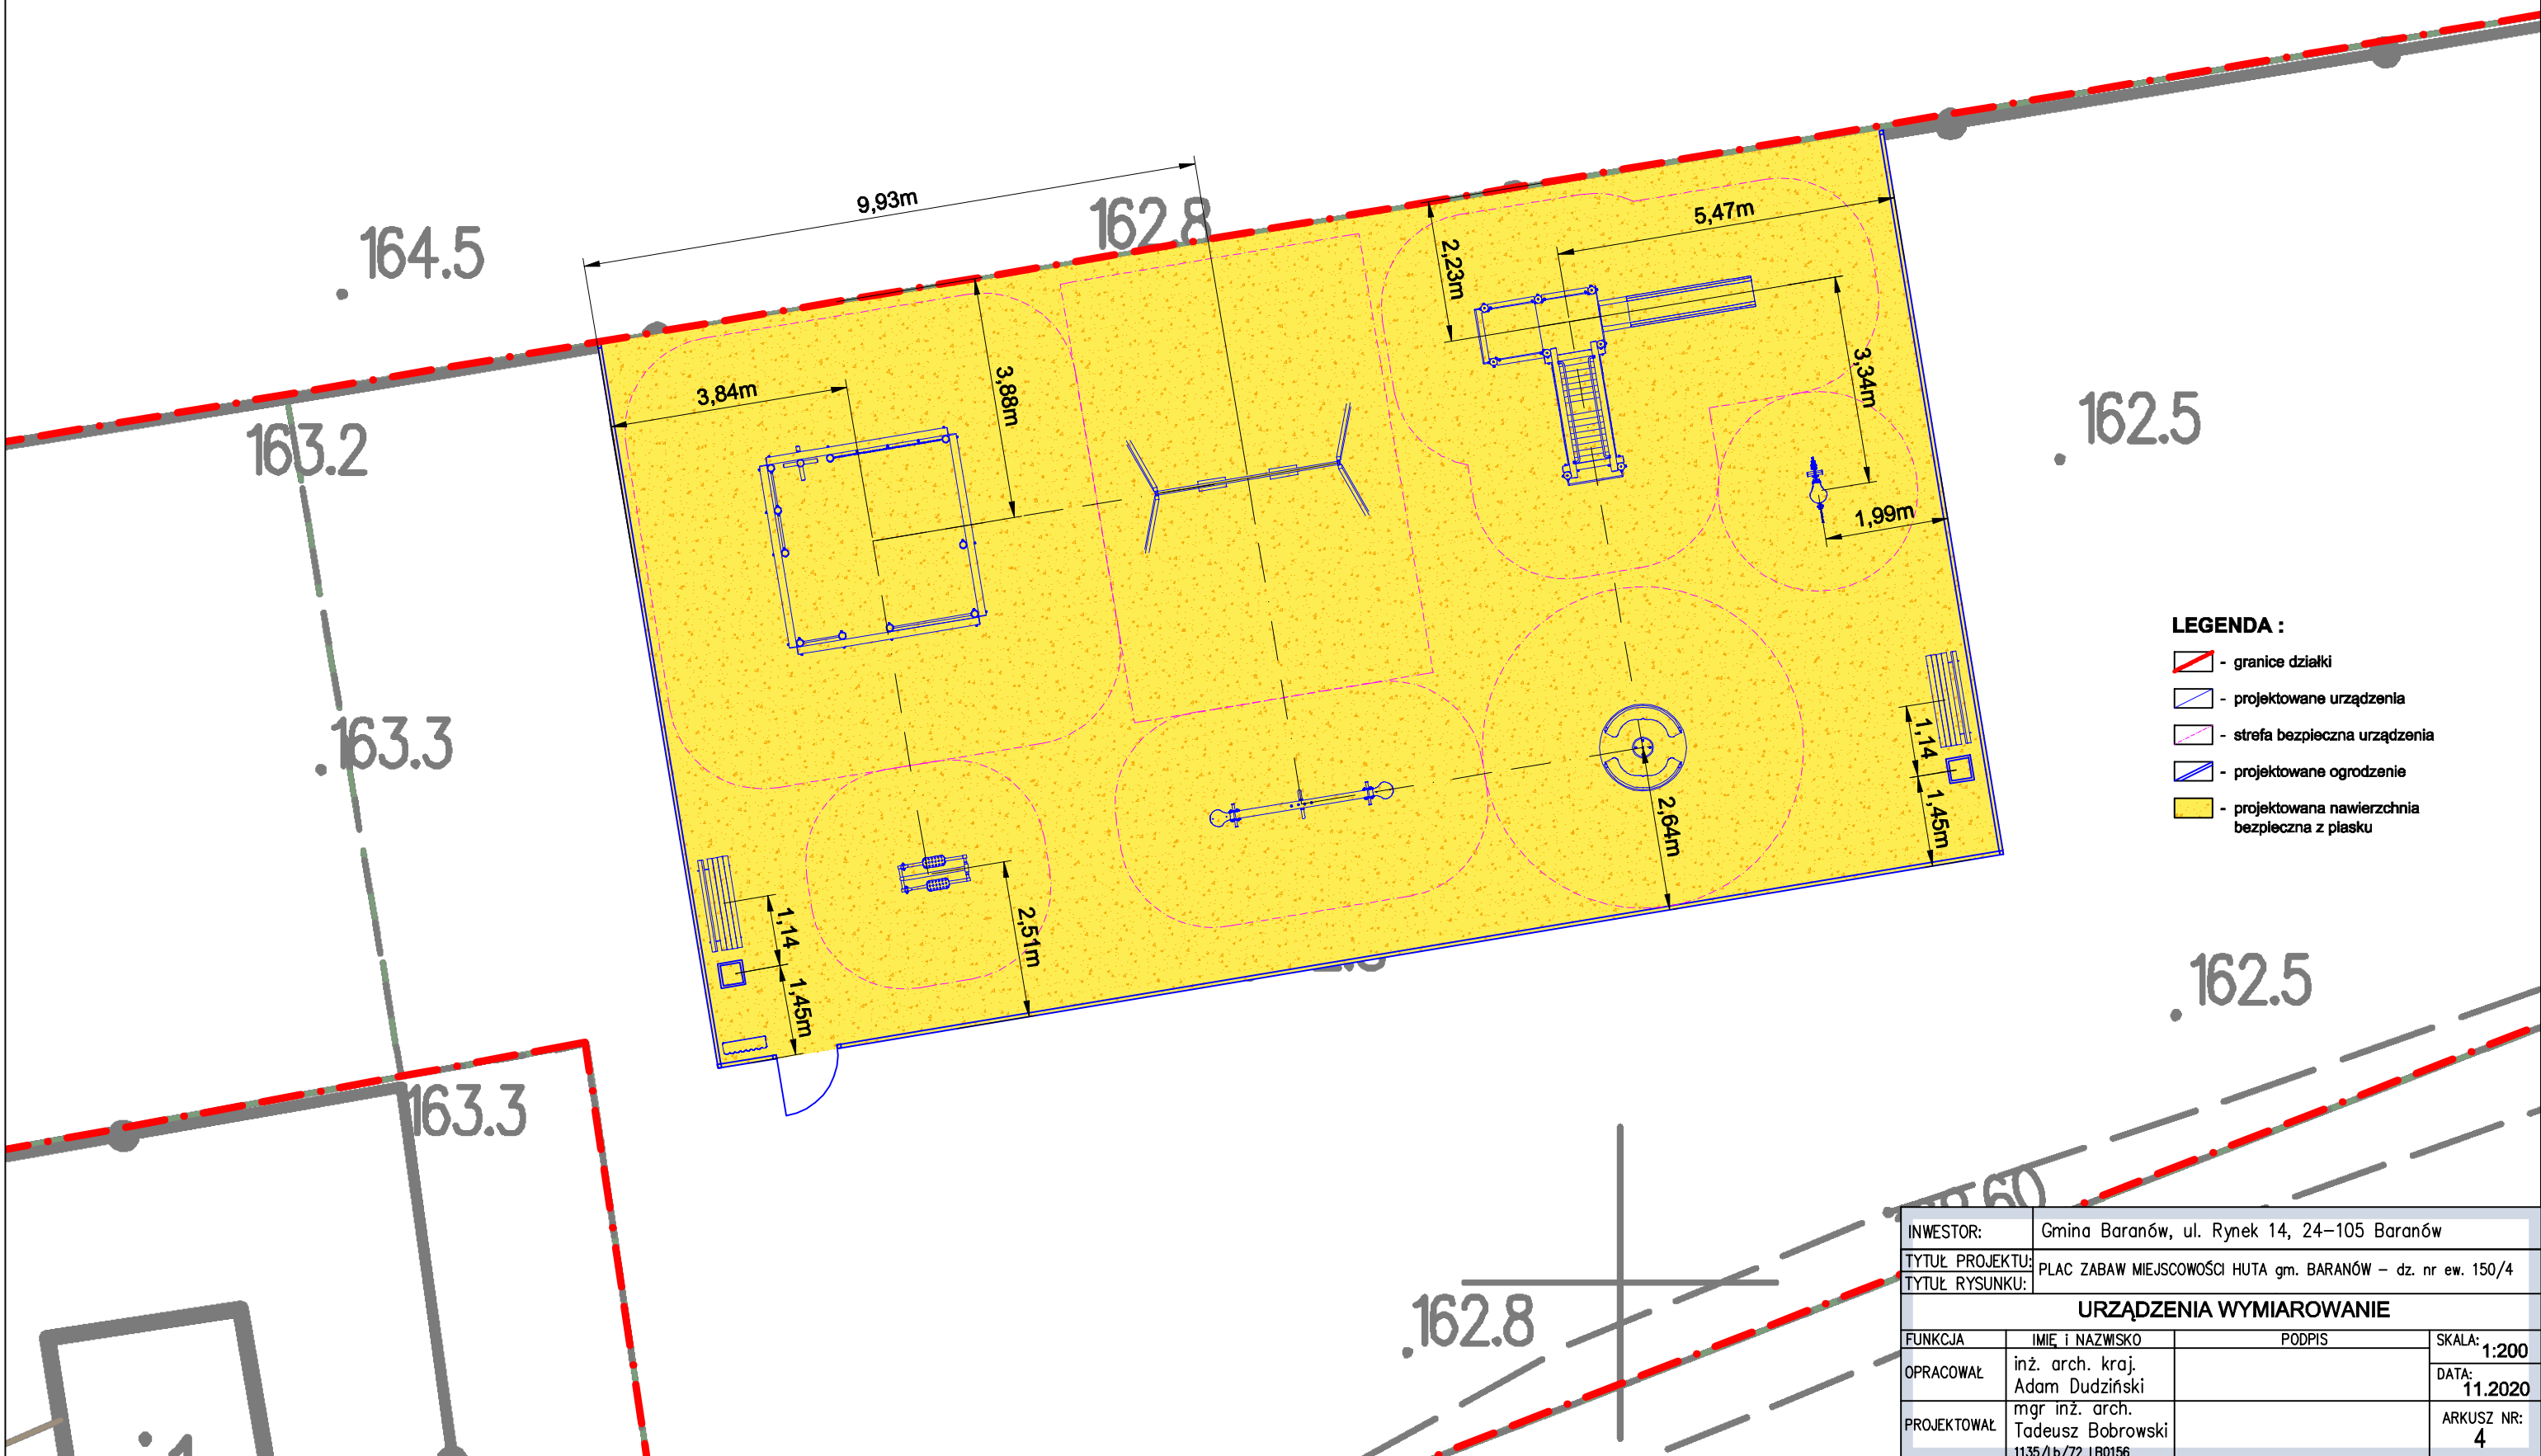 9,93m
162.8
5,47m
164.5
2,23m
3,88m
3,84m
3,34m
163.2
162.5
1,99m
LEGENDA :
- granice działki
- projektowane urządzenia
- strefa bezpieczna urządzenia
- projektowane ogrodzenie
- projektowana nawierzchnia
bezpieczna z piasku
163.3
1,14
1,45m
2,64m
1,14
2,51m
1,45m
162.5
163.3
162.8
INWESTOR: Gmina Baranów, ul. Rynek 14, 24-105 Baranów
TYTUŁ PROJEKTU: PLAC ZABAW MIEJSCOWOŚCI HUTA gm. BARANÓW - dz. nr ew. 150/4
TYTUŁ RYSUNKU:
URZĄDZENIA WYMIAROWANIE
FUNKCJA IMIĘ i NAZWISKO PODPIS SKALA: 1:200
OPRACOWAŁ inż. arch. kraj.
Adam Dudziński
DATA: 11.2020
PROJEKTOWAŁ mgr inż. arch.
Tadeusz Bobrowski
1135/Lb/72 LB0156
ARKUSZ NR: 4